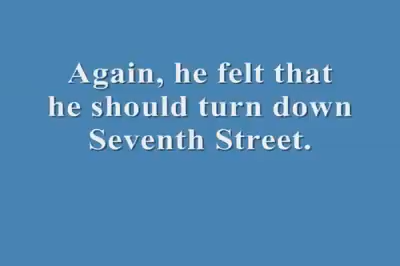 Again, he felt that
he should turn down
Seventh Street.